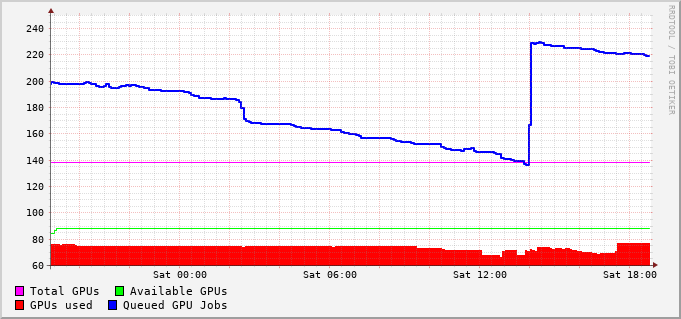 RRDTOOL / TOBI OETIKER
240
220
200
180
160
140
120
100
80
60
Sat 00:00 Sat 06:00 Sat 12:00 Sat 18:00
Total GPUs Available GPUs
GPUs used Queued GPU Jobs